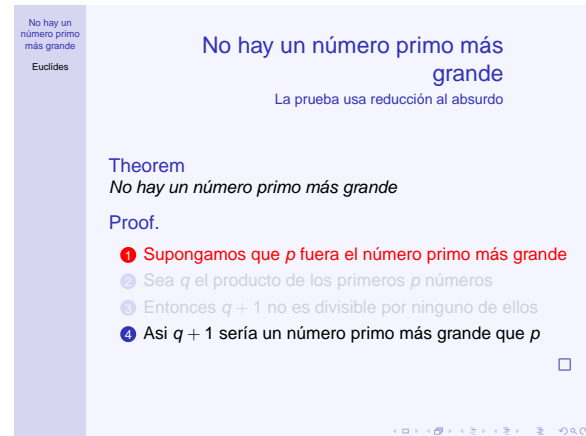 No hay un
número primo
más grande
Euclides
No hay un número primo más
grande
La prueba usa reducción al absurdo
Theorem
No hay un número primo más grande
Proof.
1 Supongamos que p fuera el número primo más grande
2 Sea q el producto de los primeros p números
3 Entonces q + 1 no es divisible por ninguno de ellos
4 Asi q + 1 sería un número primo más grande que p